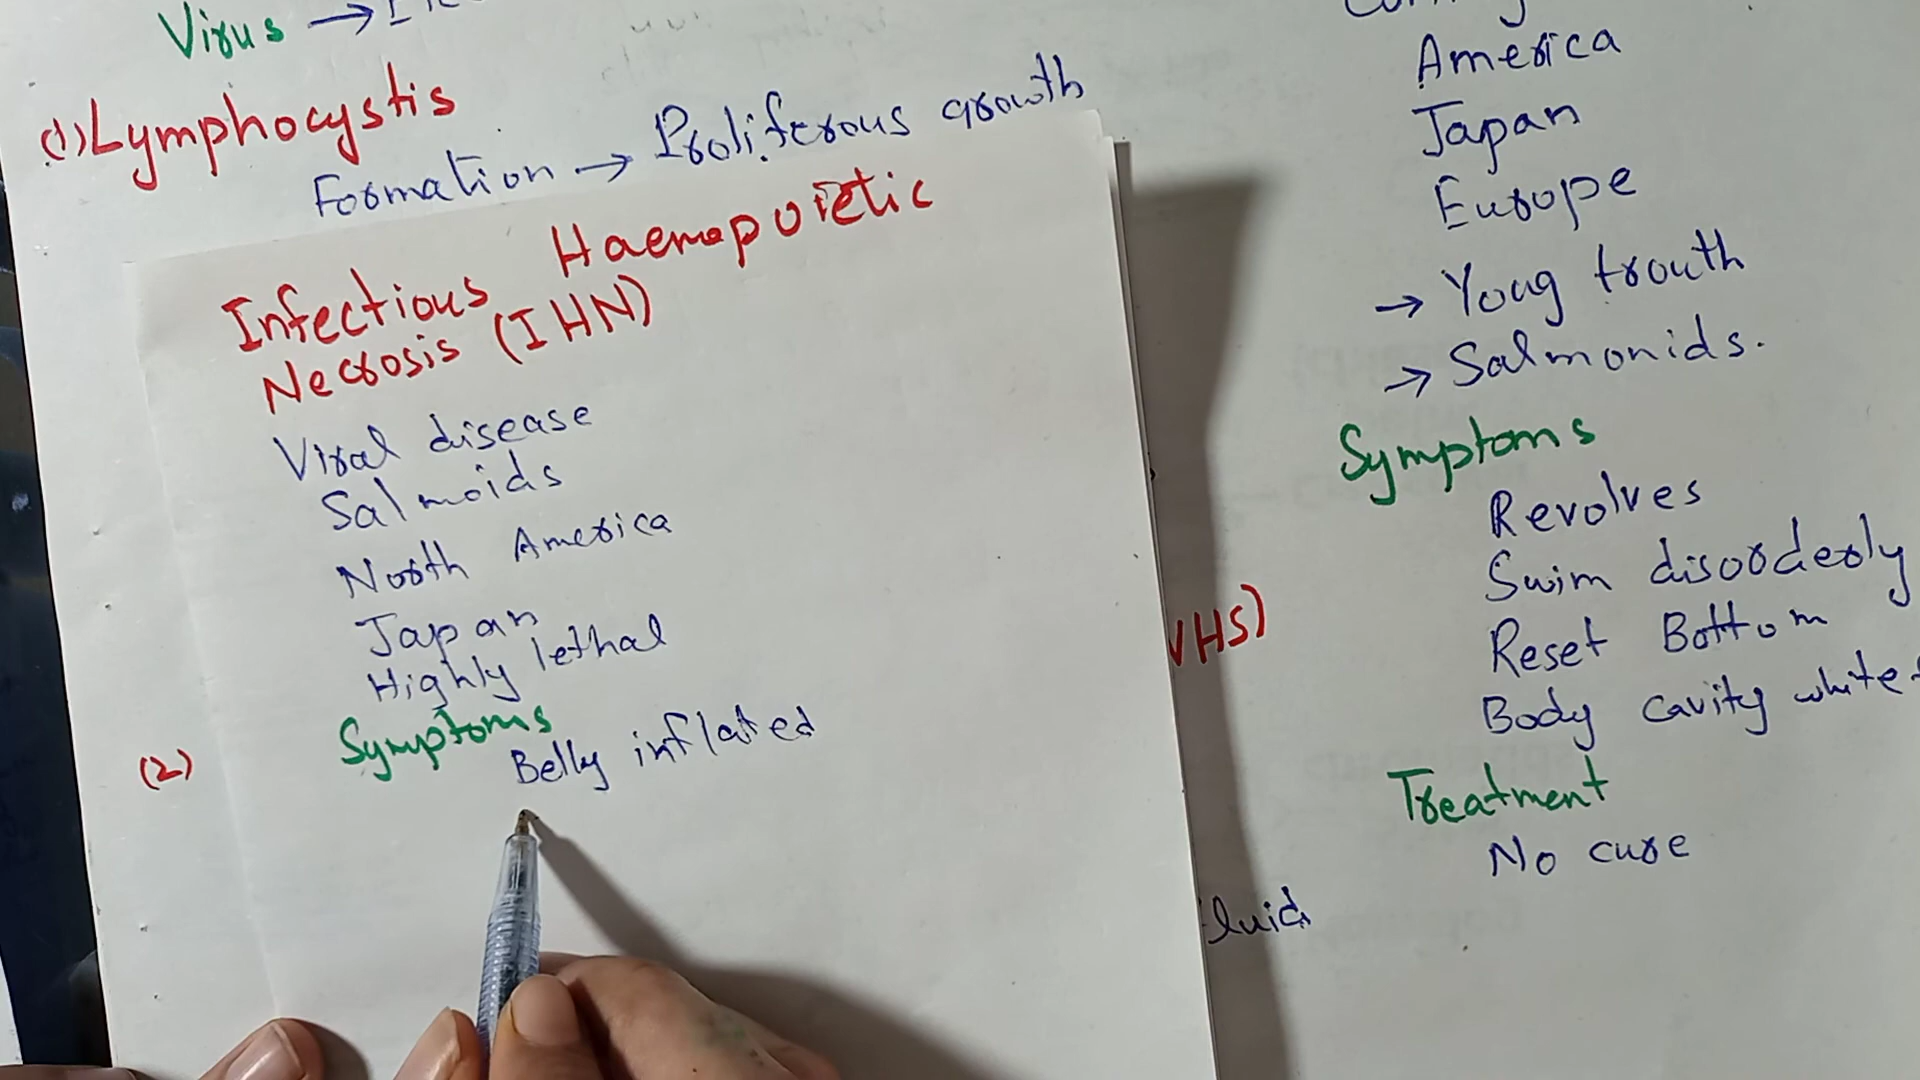 Virus →
(1) Lymphocystis
Formation → Proliferous growth
Infectious Haemapoietic
Necrosis (IHN)
Viral disease
Salmoids
North America
Japan
Highly lethal
Symptoms
Belly inflated
(2)
VHS)
fluid
America
Japan
Europe
→ Youg trouth
→ Salmonids.
Symptoms
Revolves
Swim disorderly
Reset Bottom
Body cavity white
Treatment
No cure